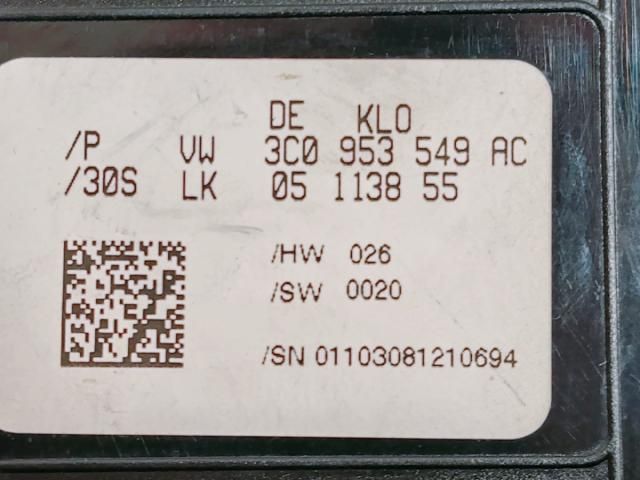 DE KLO
/P VW 3C0 953 549 AC
/30S LK 05 1138 55
/HW 026
/SW 0020
/SN 01103081210694